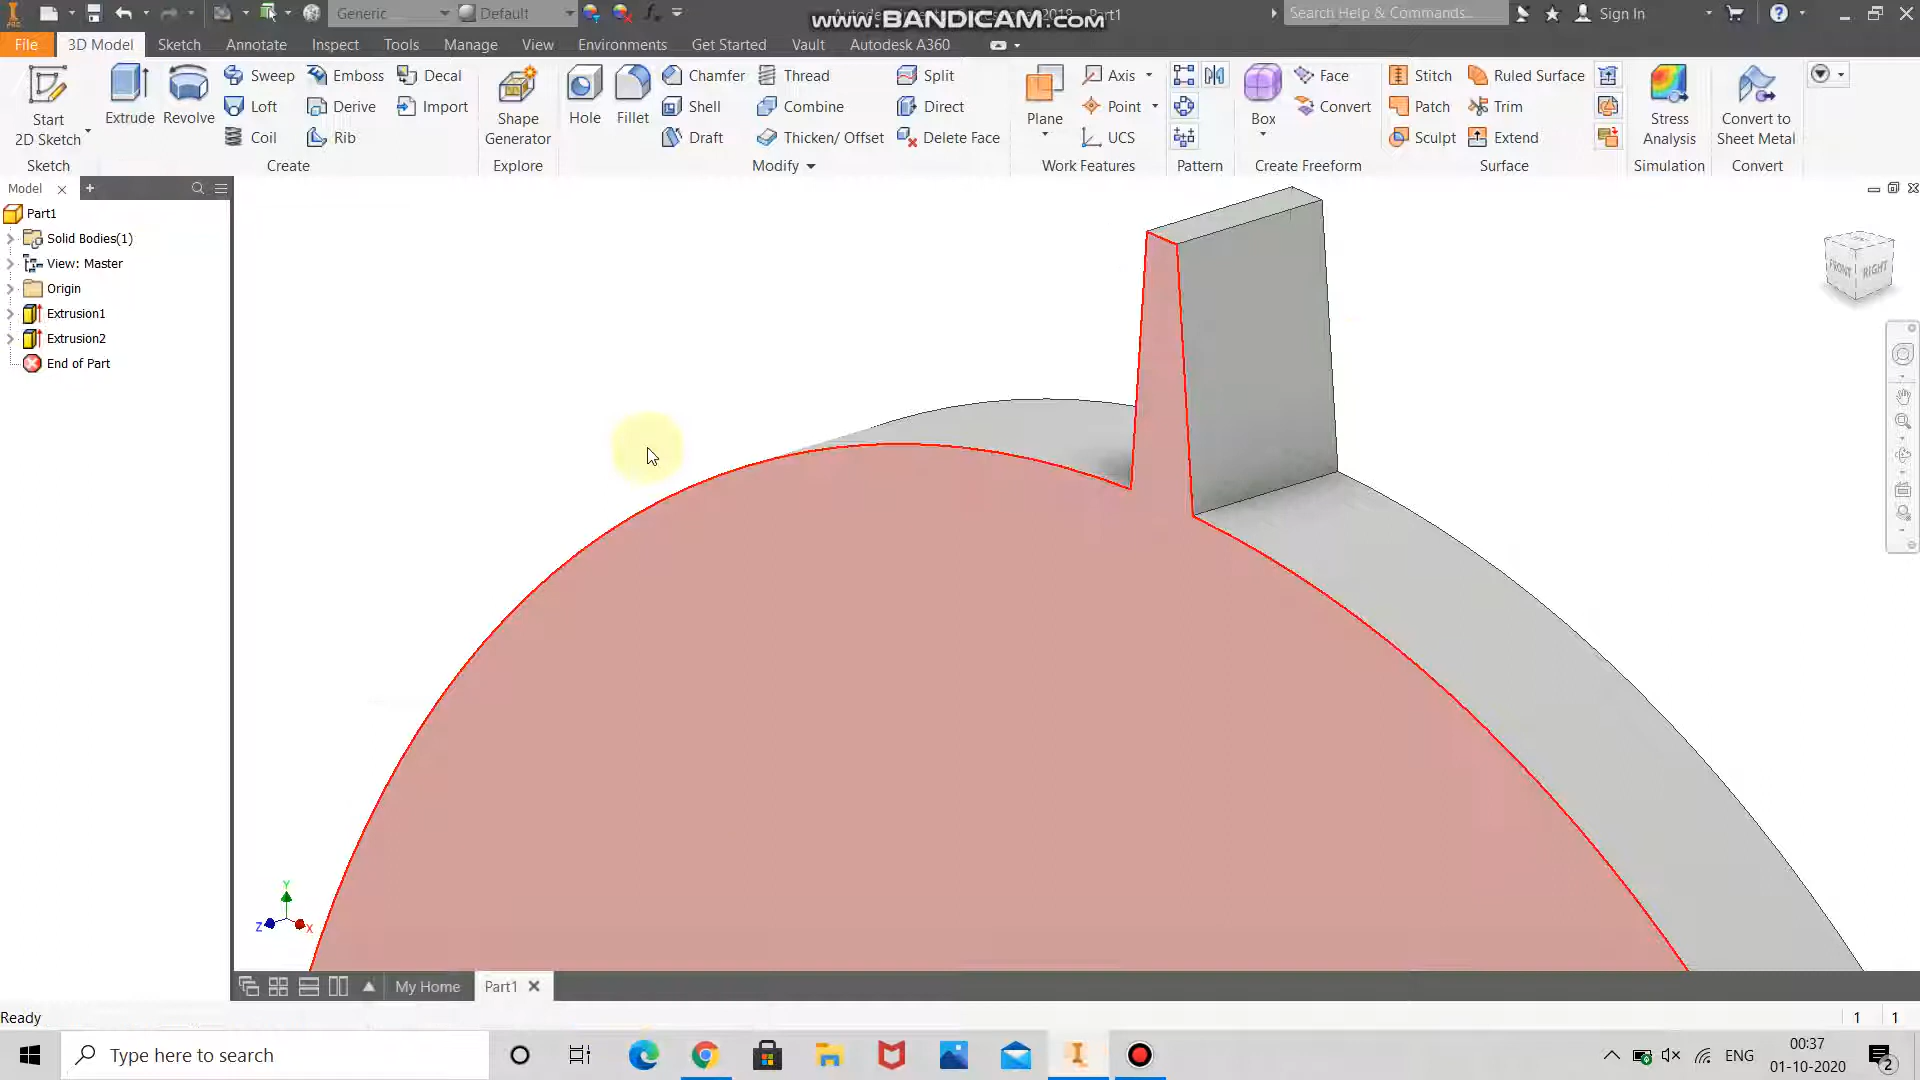 Generic
Default
www.BANDICAM.com
2018
Part1
Search Help & Commands...
Sign In
File
3D Model
Sketch
Annotate
Inspect
Tools
Manage
View
Environments
Get Started
Vault
Autodesk A360
Start
2D Sketch
Extrude
Revolve
Sweep
Loft
Coil
Emboss
Derive
Rib
Decal
Import
Shape
Generator
Hole
Fillet
Chamfer
Shell
Draft
Thread
Combine
Thicken/ Offset
Split
Direct
Delete Face
Plane
Axis
Point
UCS
Box
Face
Convert
Stitch
Patch
Sculpt
Ruled Surface
Trim
Extend
Stress
Analysis
Convert to
Sheet Metal
Sketch
Create
Explore
Modify
Work Features
Pattern
Create Freeform
Surface
Simulation
Convert
Model
Part1
Solid Bodies(1)
View: Master
Origin
Extrusion1
Extrusion2
End of Part
FRONT
RIGHT
Y
Z
X
My Home
Part1
Ready
1
1
Type here to search
ENG
00:37
01-10-2020
2